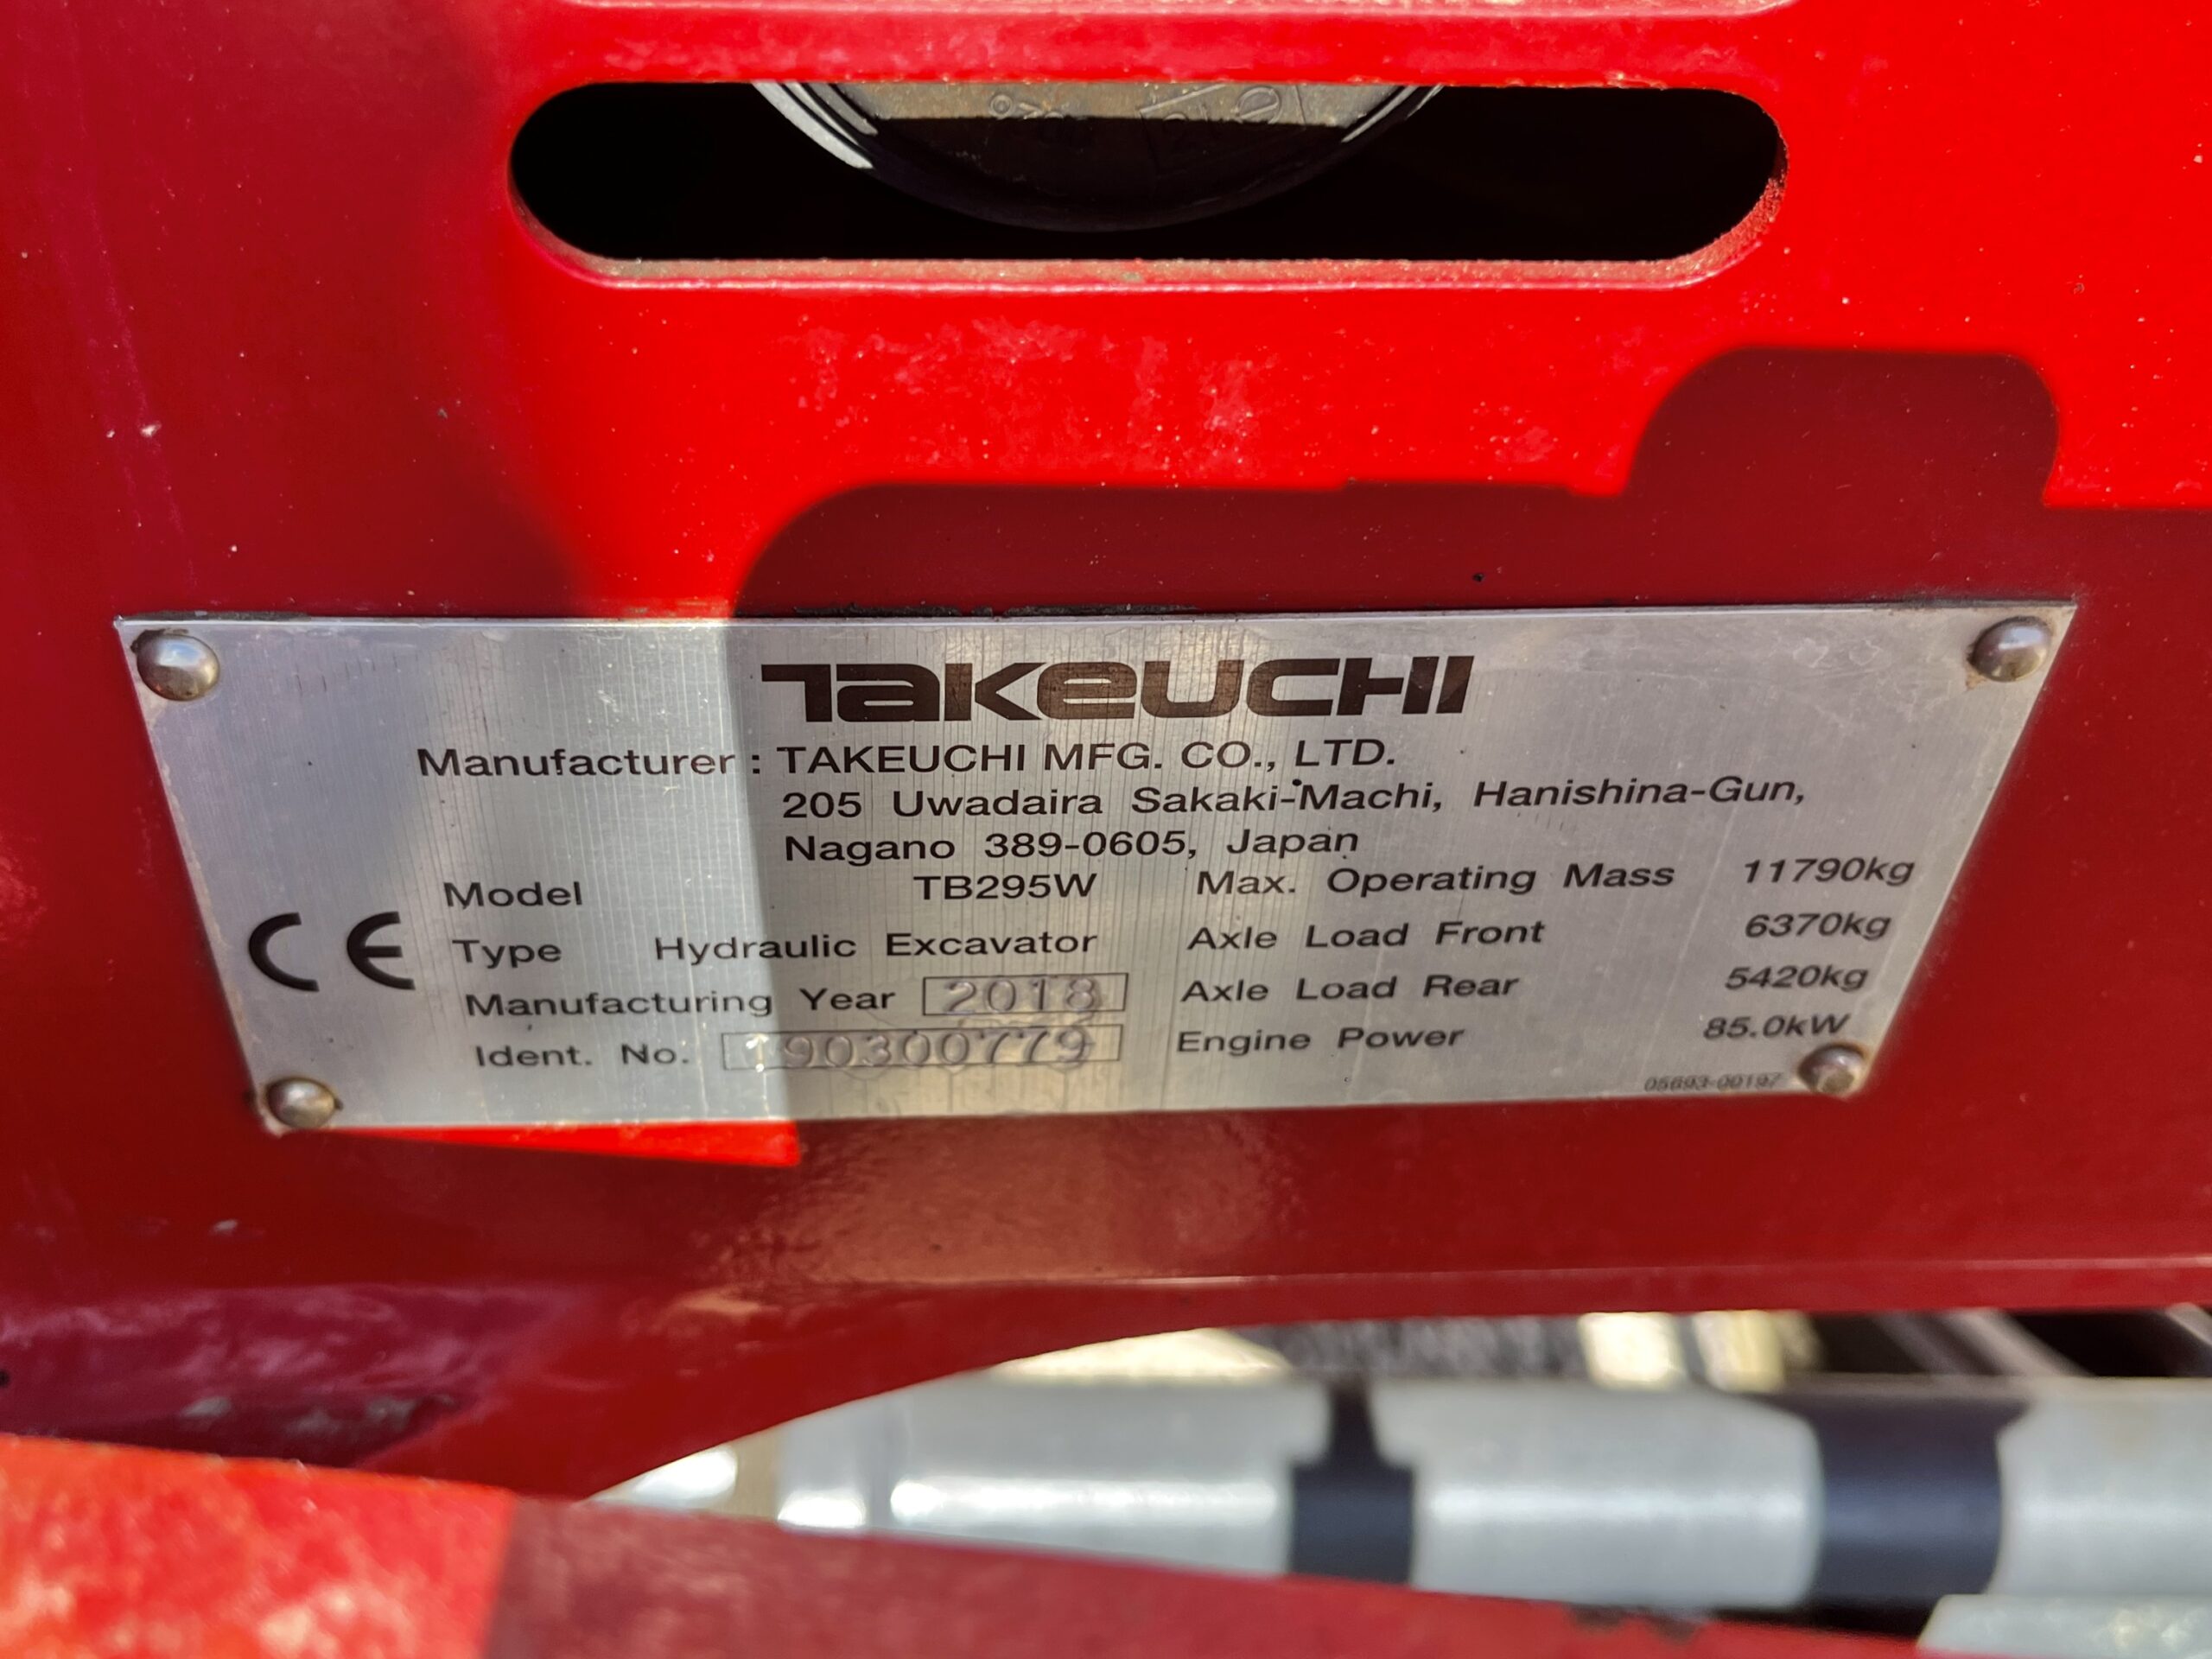 TAKEUCHI
Manufacturer : TAKEUCHI MFG. CO., LTD.
205 Uwadaira Sakaki-Machi, Hanishina-Gun,
Nagano 389-0605, Japan
Model TB295W Max. Operating Mass 11790kg
CE Type Hydraulic Excavator Axle Load Front 6370kg
Manufacturing Year 2018 Axle Load Rear 5420kg
Ident. No. 190300779 Engine Power 85.0kW
05693-00197